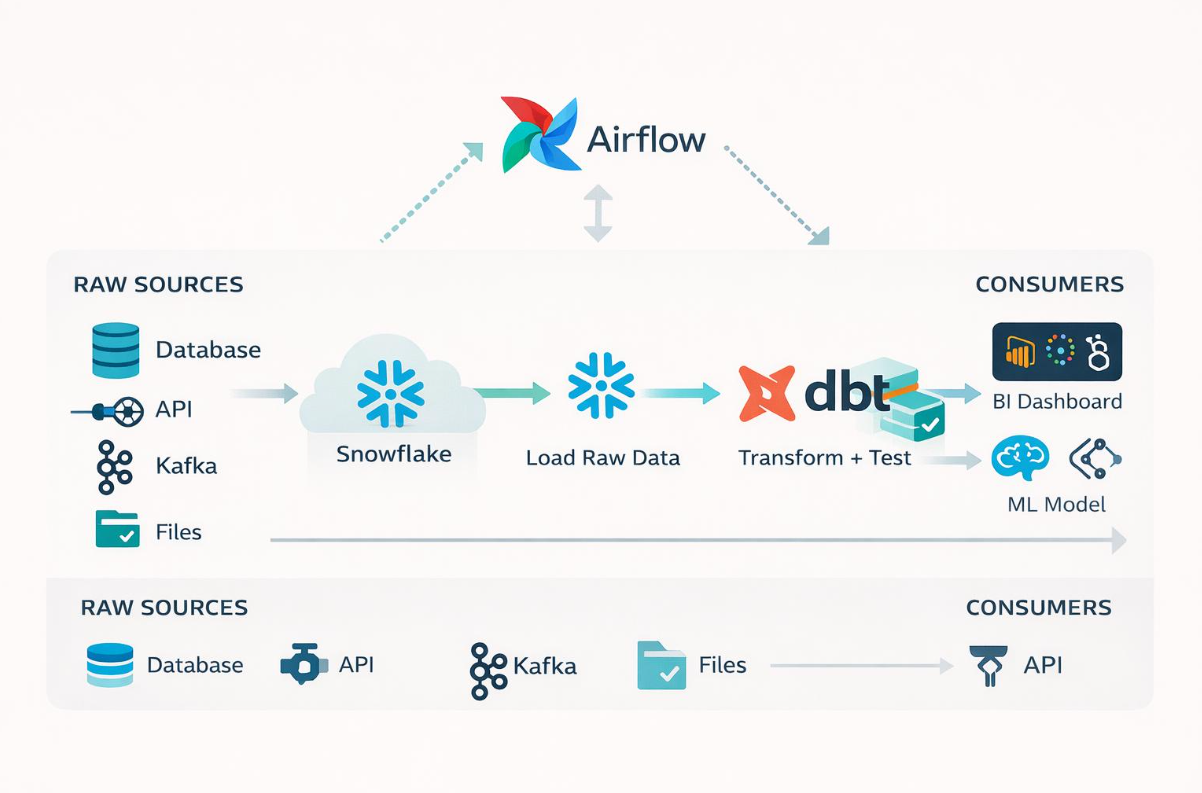 Airflow
RAW SOURCES
CONSUMERS
Database
API
Kafka
Files
Snowflake
Load Raw Data
dbt
Transform + Test
BI Dashboard
ML Model
RAW SOURCES
CONSUMERS
Database
API
Kafka
Files
API